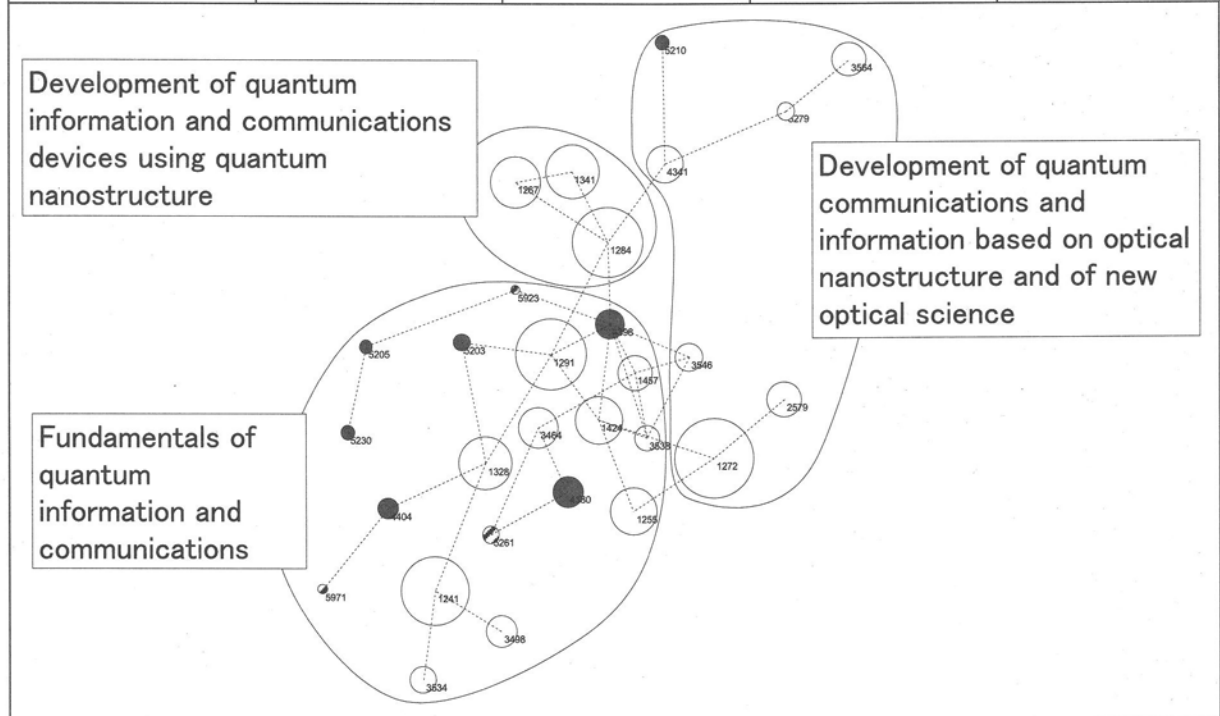 5210
3564
Development of quantum
information and communications
devices using quantum
nanostructure
Development of quantum
communications and
information based on optical
nanostructure and of new
optical science
1267
1341
4341
1284
5923
5205
5203
1291
3546
1457
5230
2579
3464
1424
3638
1328
1272
Fundamentals of
quantum
information and
communications
4404
1255
5261
5971
1241
3498
3534